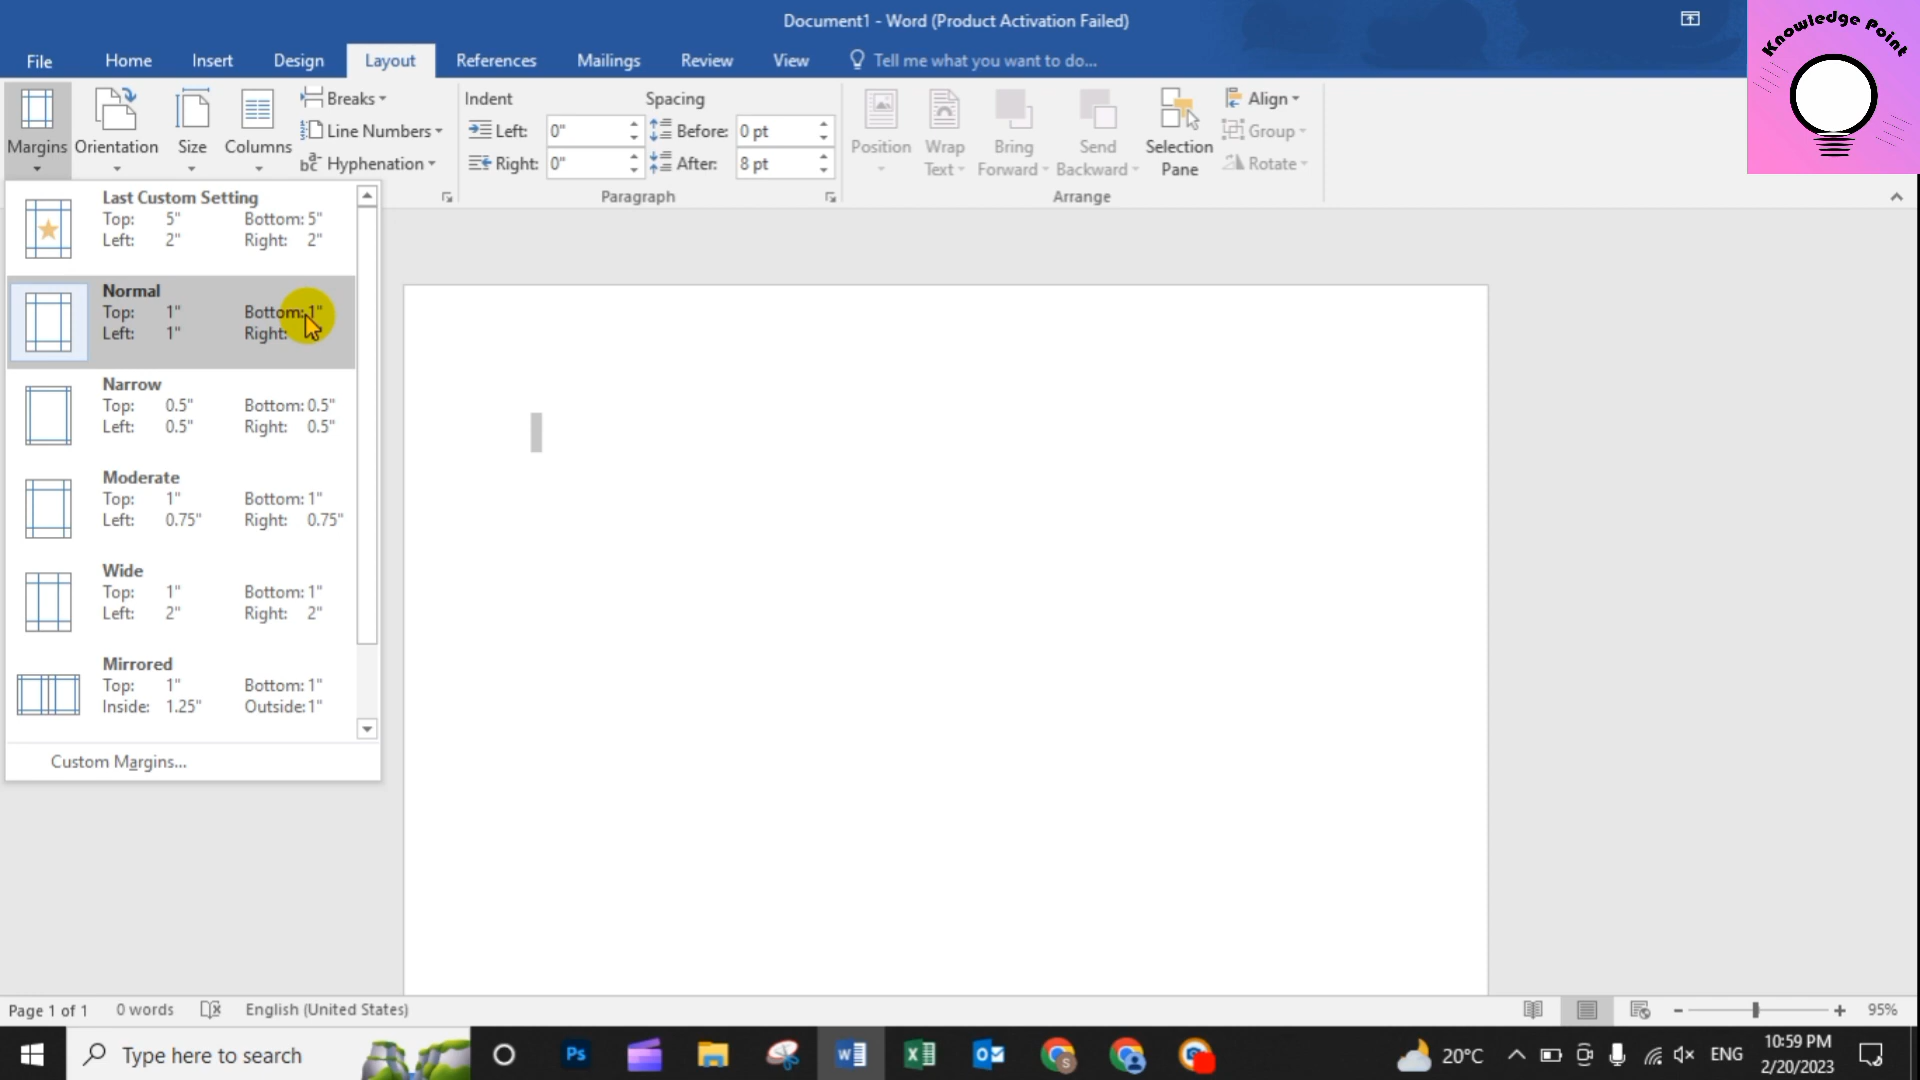 Document1 - Word (Product Activation Failed)
Knowledge Point
File Home Insert Design Layout References Mailings Review View Tell me what you want to do...
Margins Orientation Size Columns
Breaks
Line Numbers
Hyphenation
Indent Spacing
Left: 0" Before: 0 pt
Right: 0" After: 8 pt
Paragraph
Position Wrap Text Bring Forward Send Backward Selection Pane
Align
Group
Rotate
Arrange
Last Custom Setting
Top: 5" Bottom: 5"
Left: 2" Right: 2"
Normal
Top: 1" Bottom: 1"
Left: 1" Right:
Narrow
Top: 0.5" Bottom: 0.5"
Left: 0.5" Right: 0.5"
Moderate
Top: 1" Bottom: 1"
Left: 0.75" Right: 0.75"
Wide
Top: 1" Bottom: 1"
Left: 2" Right: 2"
Mirrored
Top: 1" Bottom: 1"
Inside: 1.25" Outside: 1"
Custom Margins...
Page 1 of 1 0 words English (United States) 95%
Type here to search
Ps
20°C ENG
10:59 PM
2/20/2023